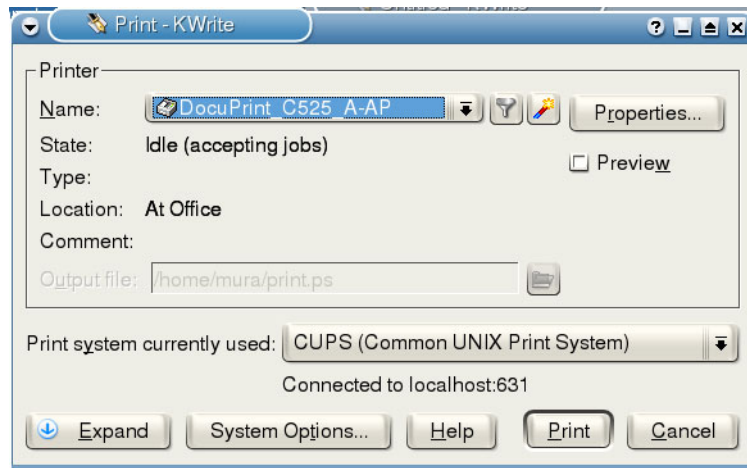 Print - KWrite
Printer
Name: DocuPrint_C525_A-AP Properties...
State: Idle (accepting jobs)
Preview
Type:
Location: At Office
Comment:
Output file: /home/mura/print.ps
Print system currently used: CUPS (Common UNIX Print System)
Connected to localhost:631
Expand System Options... Help Print Cancel